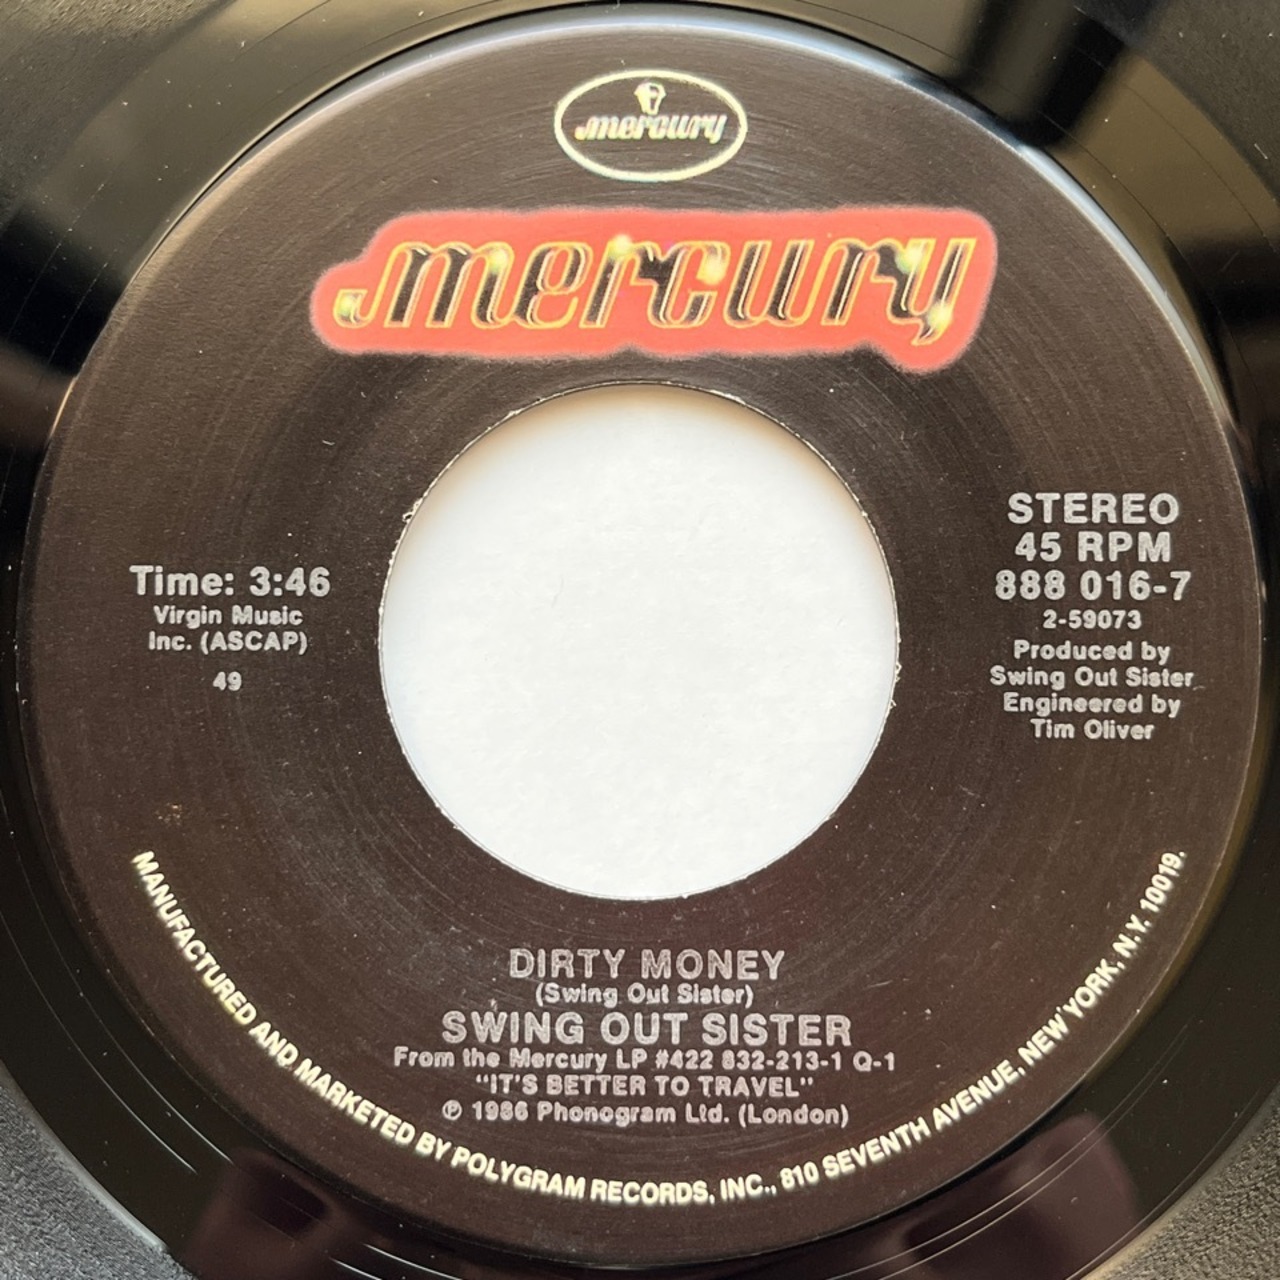 mercury
mercury
STEREO
45 RPM
888 016-7
2-59073
Produced by
Swing Out Sister
Engineered by
Tim Oliver
Time: 3:46
Virgin Music
Inc. (ASCAP)
49
DIRTY MONEY
(Swing Out Sister)
SWING OUT SISTER
From the Mercury LP #422 832-213-1 Q-1
"IT'S BETTER TO TRAVEL"
℗ 1986 Phonogram Ltd. (London)
MANUFACTURED AND MARKETED BY POLYGRAM RECORDS, INC., 810 SEVENTH AVENUE, NEW YORK, N.Y. 10019.